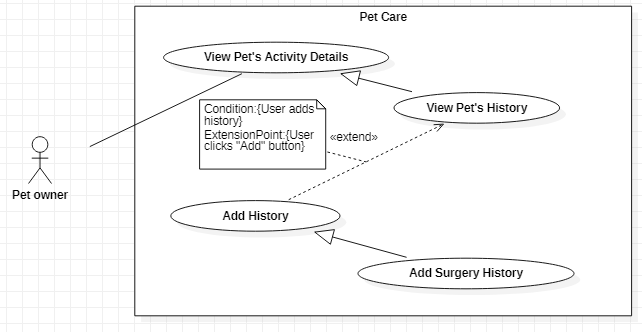 Pet Care
View Pet's Activity Details
View Pet's History
Condition:{User adds
history}
ExtensionPoint:{User
clicks "Add" button}
«extend»
Pet owner
Add History
Add Surgery History